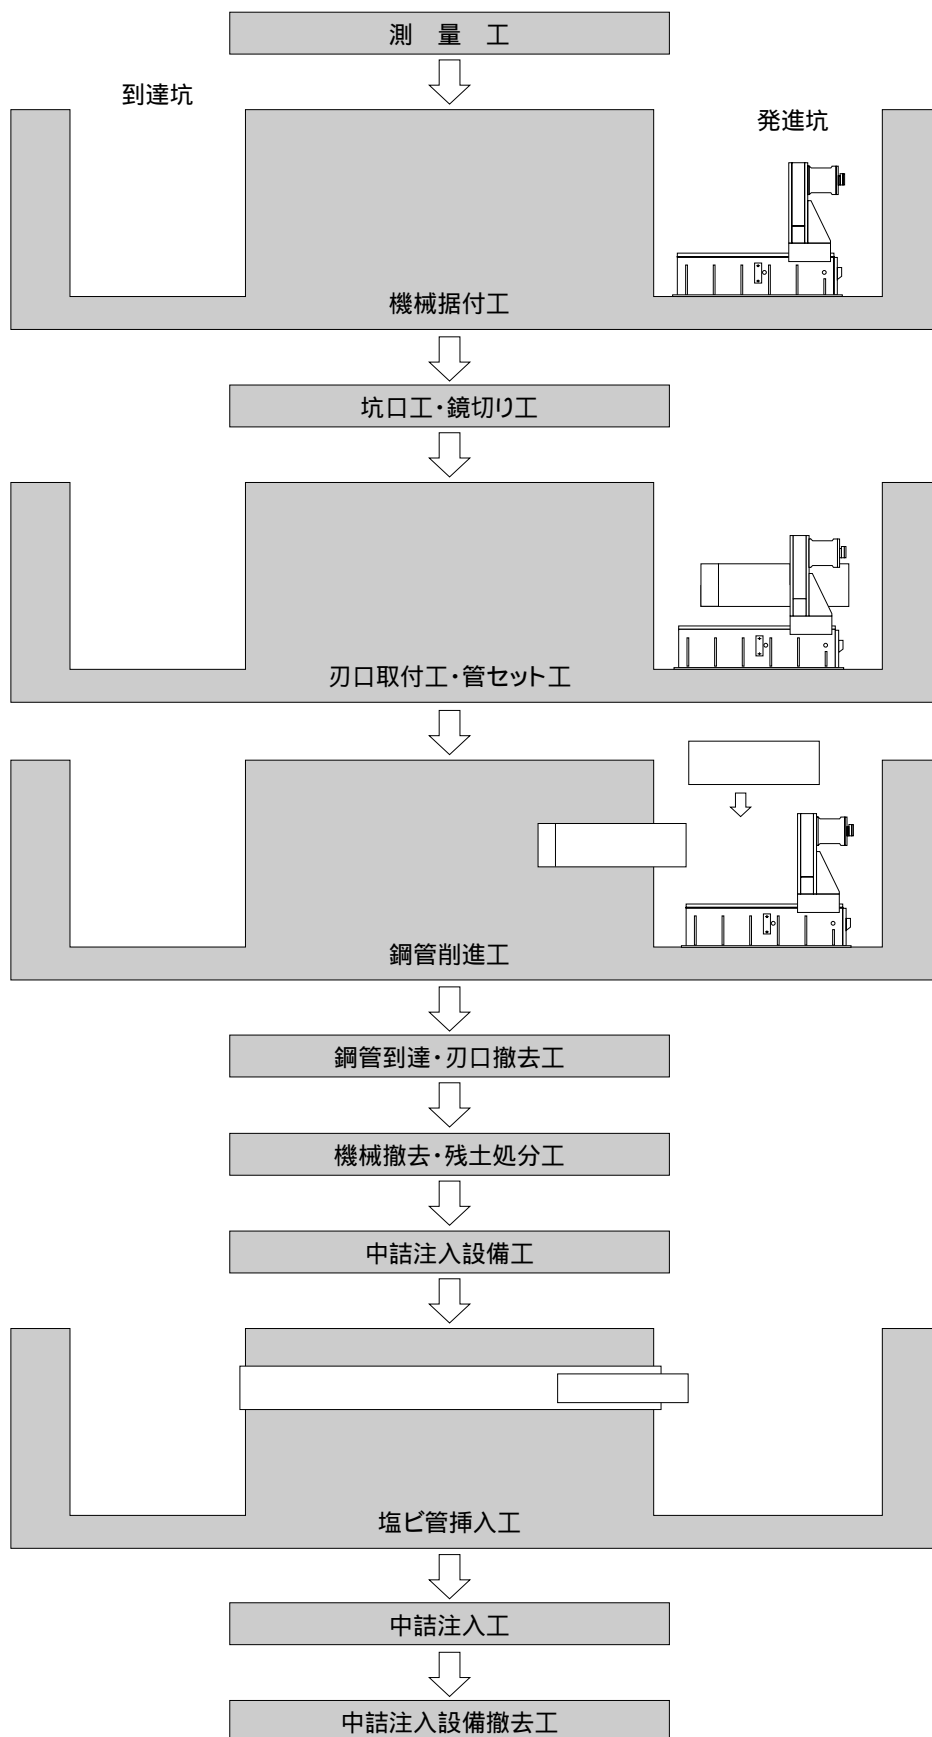 測 量 工
到達坑
発進坑
機械据付工
坑口工・鏡切り工
刃口取付工・管セット工
鋼管削進工
鋼管到達・刃口撤去工
機械撤去・残土処分工
中詰注入設備工
塩ビ管挿入工
中詰注入工
中詰注入設備撤去工